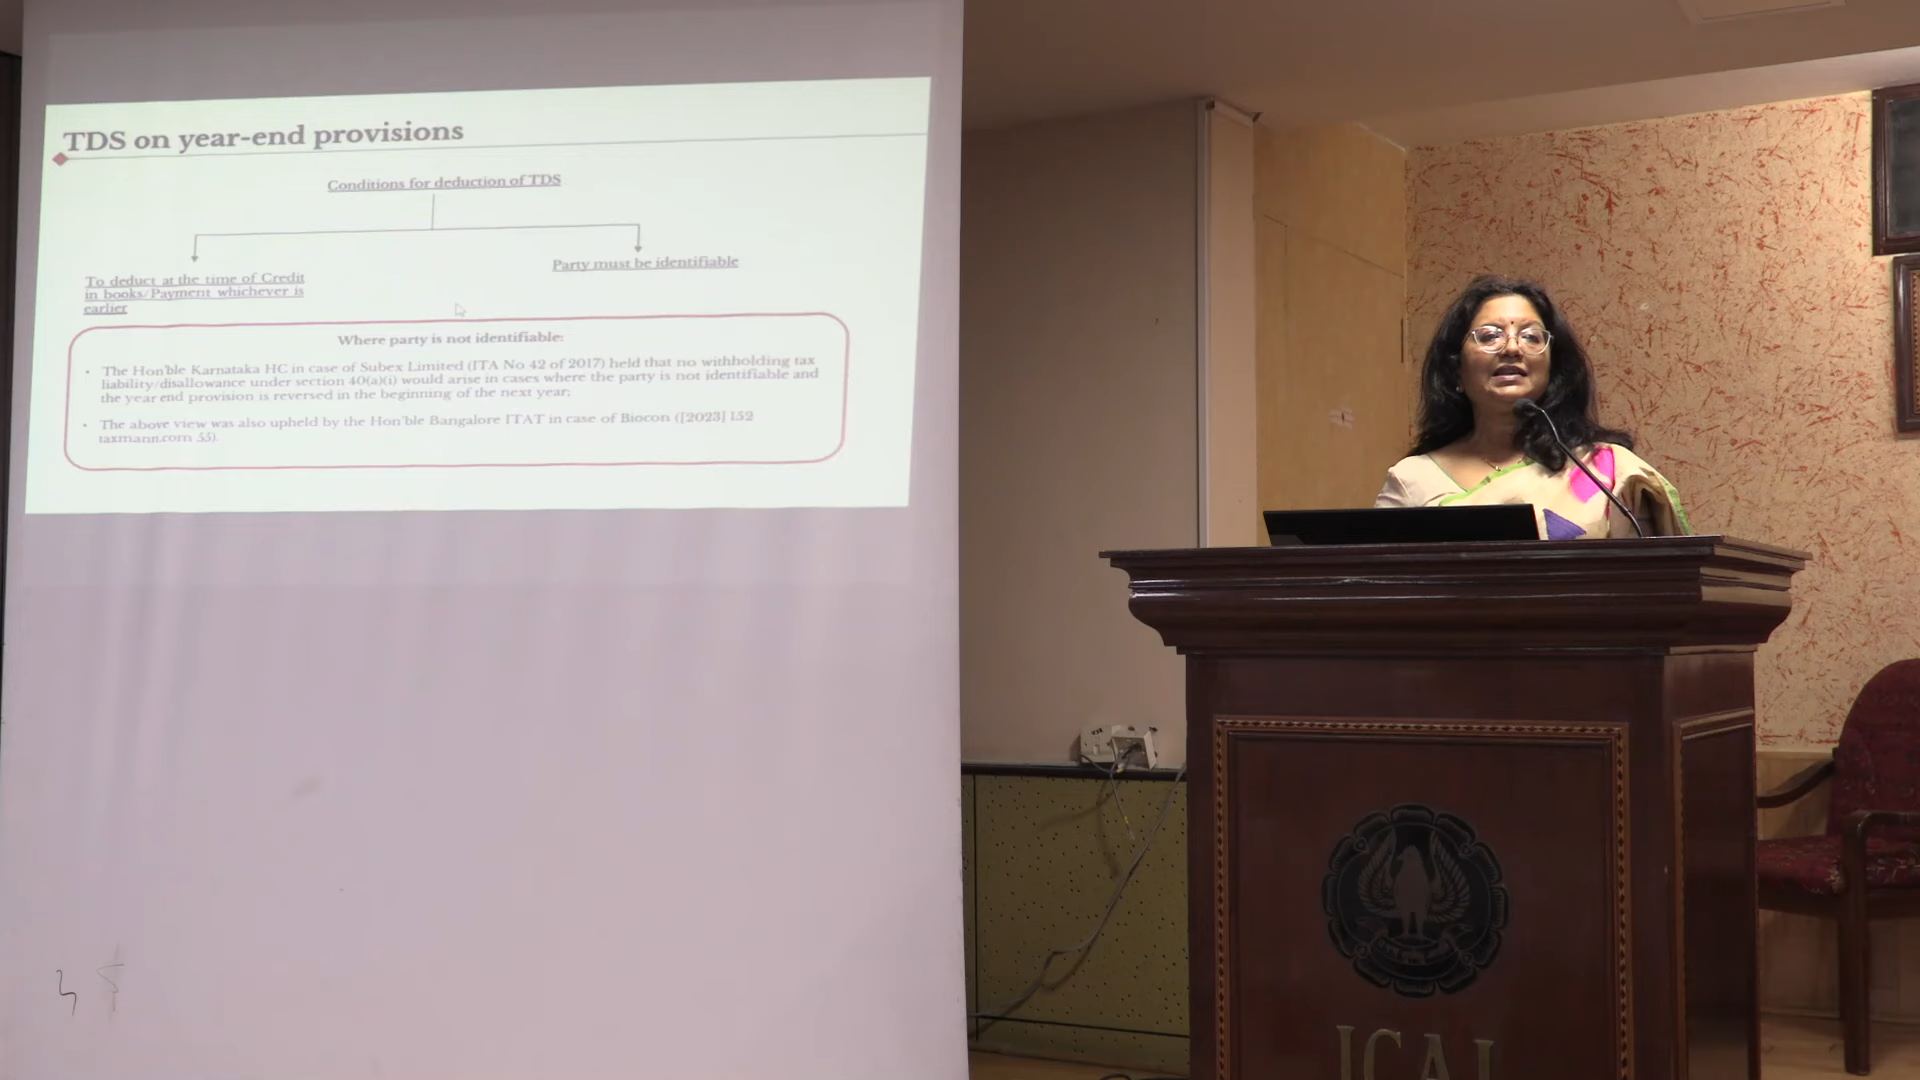 TDS on year-end provisions
Conditions for deduction of TDS
To deduct at the time of Credit
in books/Payment whichever is
earlier
Party must be identifiable
Where party is not identifiable:
• The Hon'ble Karnataka HC in case of Subex Limited (ITA No 42 of 2017) held that no withholding tax
liability/disallowance under section 40(a)(i) would arise in cases where the party is not identifiable and
the year end provision is reversed in the beginning of the next year;
• The above view was also upheld by the Hon'ble Bangalore ITAT in case of Biocon ([2023] 152
taxmann.com 55).
ICAI